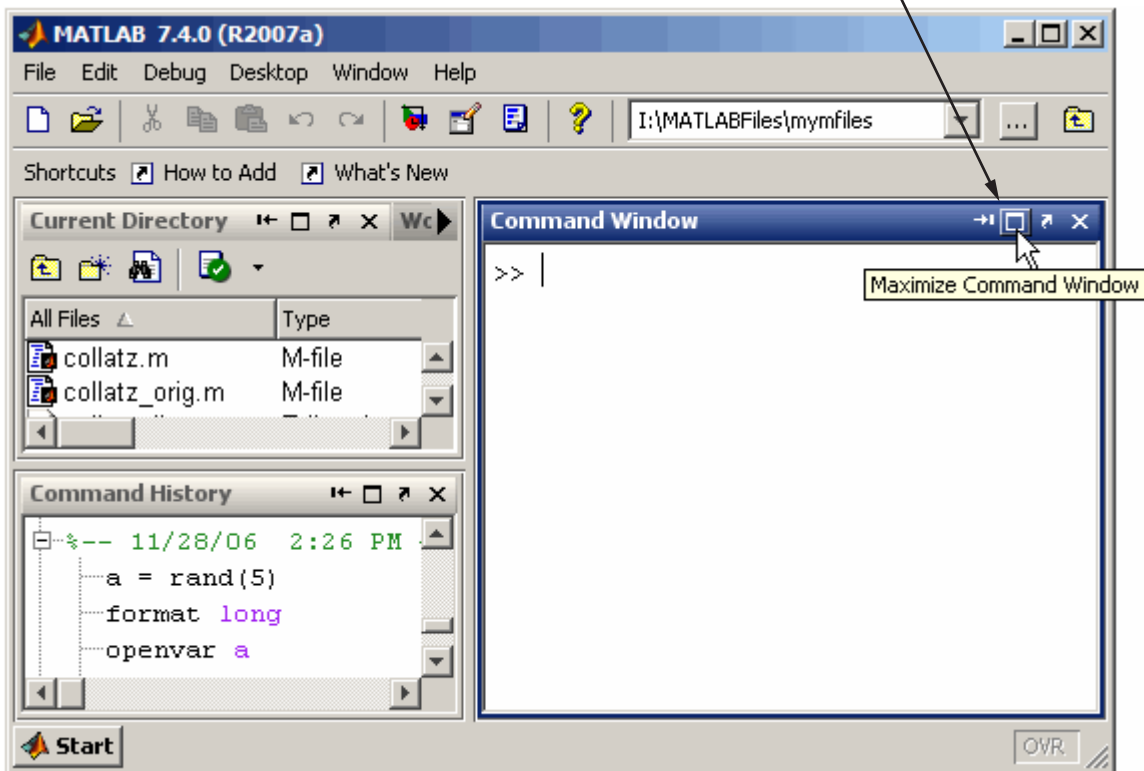 MATLAB 7.4.0 (R2007a)
File Edit Debug Desktop Window Help
I:\MATLABFiles\mymfiles
...
Shortcuts How to Add What's New
Current Directory
All Files Type
collatz.m M-file
collatz_orig.m M-file
Command History
%-- 11/28/06 2:26 PM
a = rand(5)
format long
openvar a
Command Window
>>
Maximize Command Window
Start
OVR